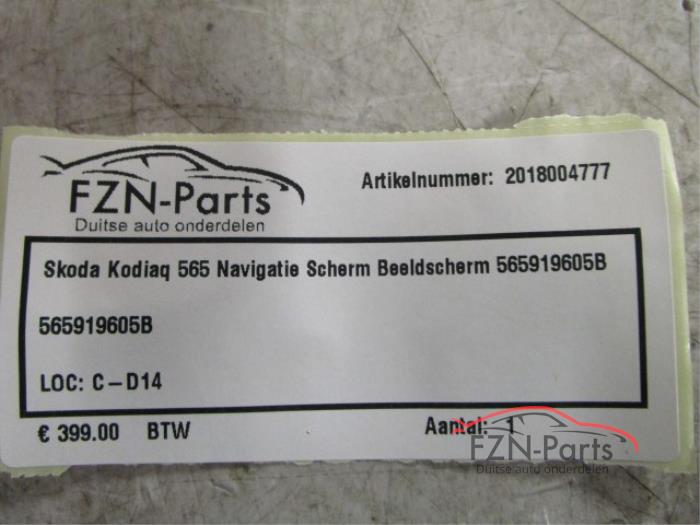 FZN-Parts
Duitse auto onderdelen
Artikelnummer: 2018004777
Skoda Kodiaq 565 Navigatie Scherm Beeldscherm 565919605B
565919605B
LOC: C-D14
€ 399.00 BTW
Aantal: 1
FZN-Parts
Duitse auto onderdelen